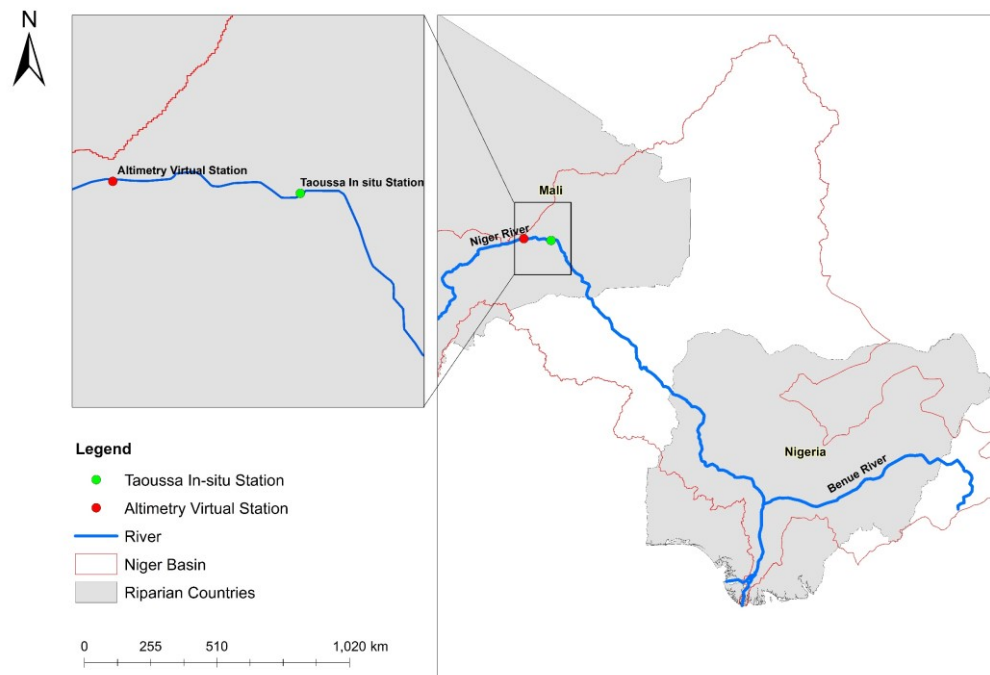 N
Altimetry Virtual Station
Taoussa In situ Station
Mali
Niger River
Nigeria
Benue River
Legend
Taoussa In-situ Station
Altimetry Virtual Station
River
Niger Basin
Riparian Countries
0 255 510 1,020 km